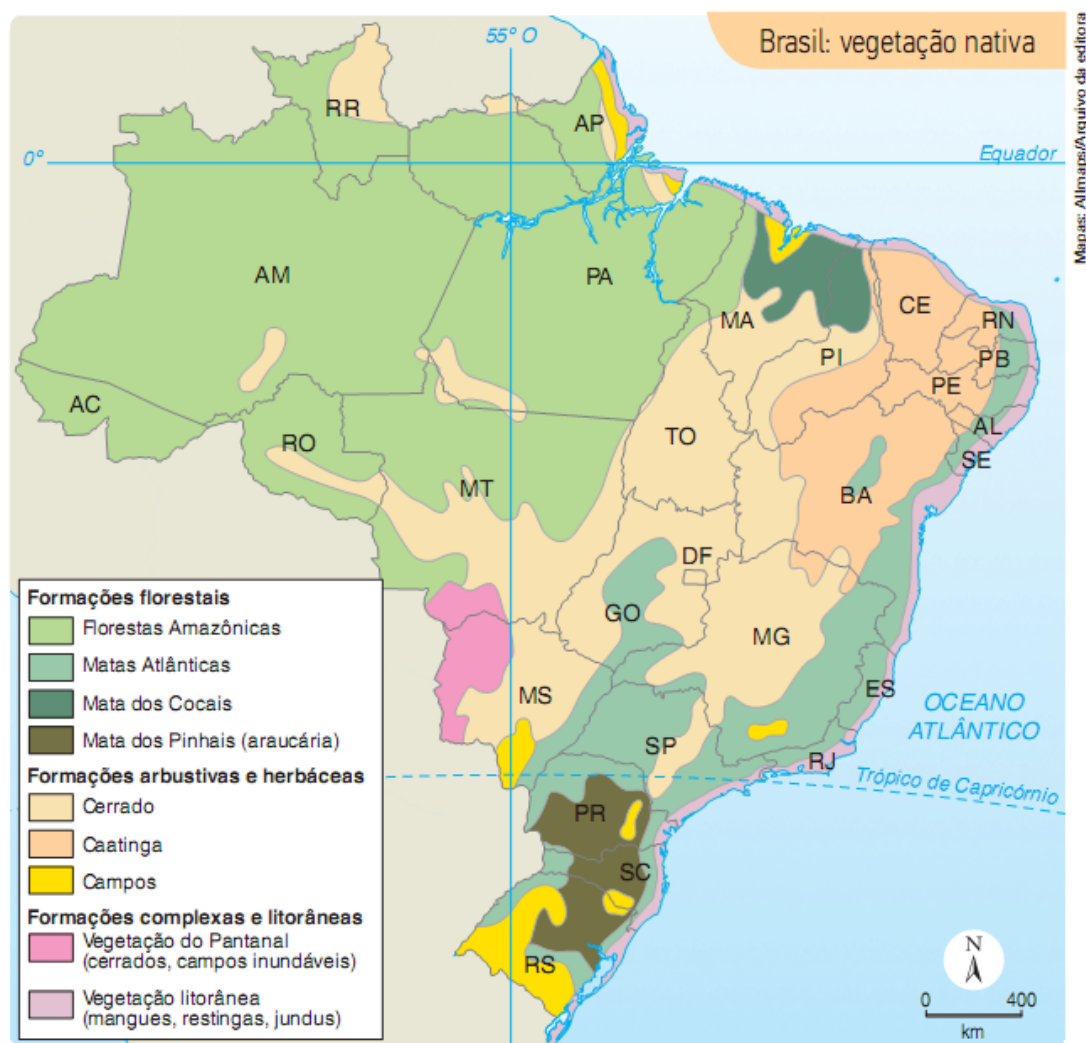 Brasil: vegetação nativa
Mapas: Allmaps/Arquivo da editora
55° O
RR
AP
0°
Equador
AM
PA
MA
CE
RN
PI
PB
PE
AC
AL
TO
SE
RO
MT
BA
DF
GO
MG
MS
ES
OCEANO
ATLÂNTICO
SP
RJ
Trópico de Capricórnio
PR
SC
RS
Formações florestais
Florestas Amazônicas
Matas Atlânticas
Mata dos Cocais
Mata dos Pinhais (araucária)
Formações arbustivas e herbáceas
Cerrado
Caatinga
Campos
Formações complexas e litorâneas
Vegetação do Pantanal
(cerrados, campos inundáveis)
Vegetação litorânea
(mangues, restingas, jundus)
N
0 400
km